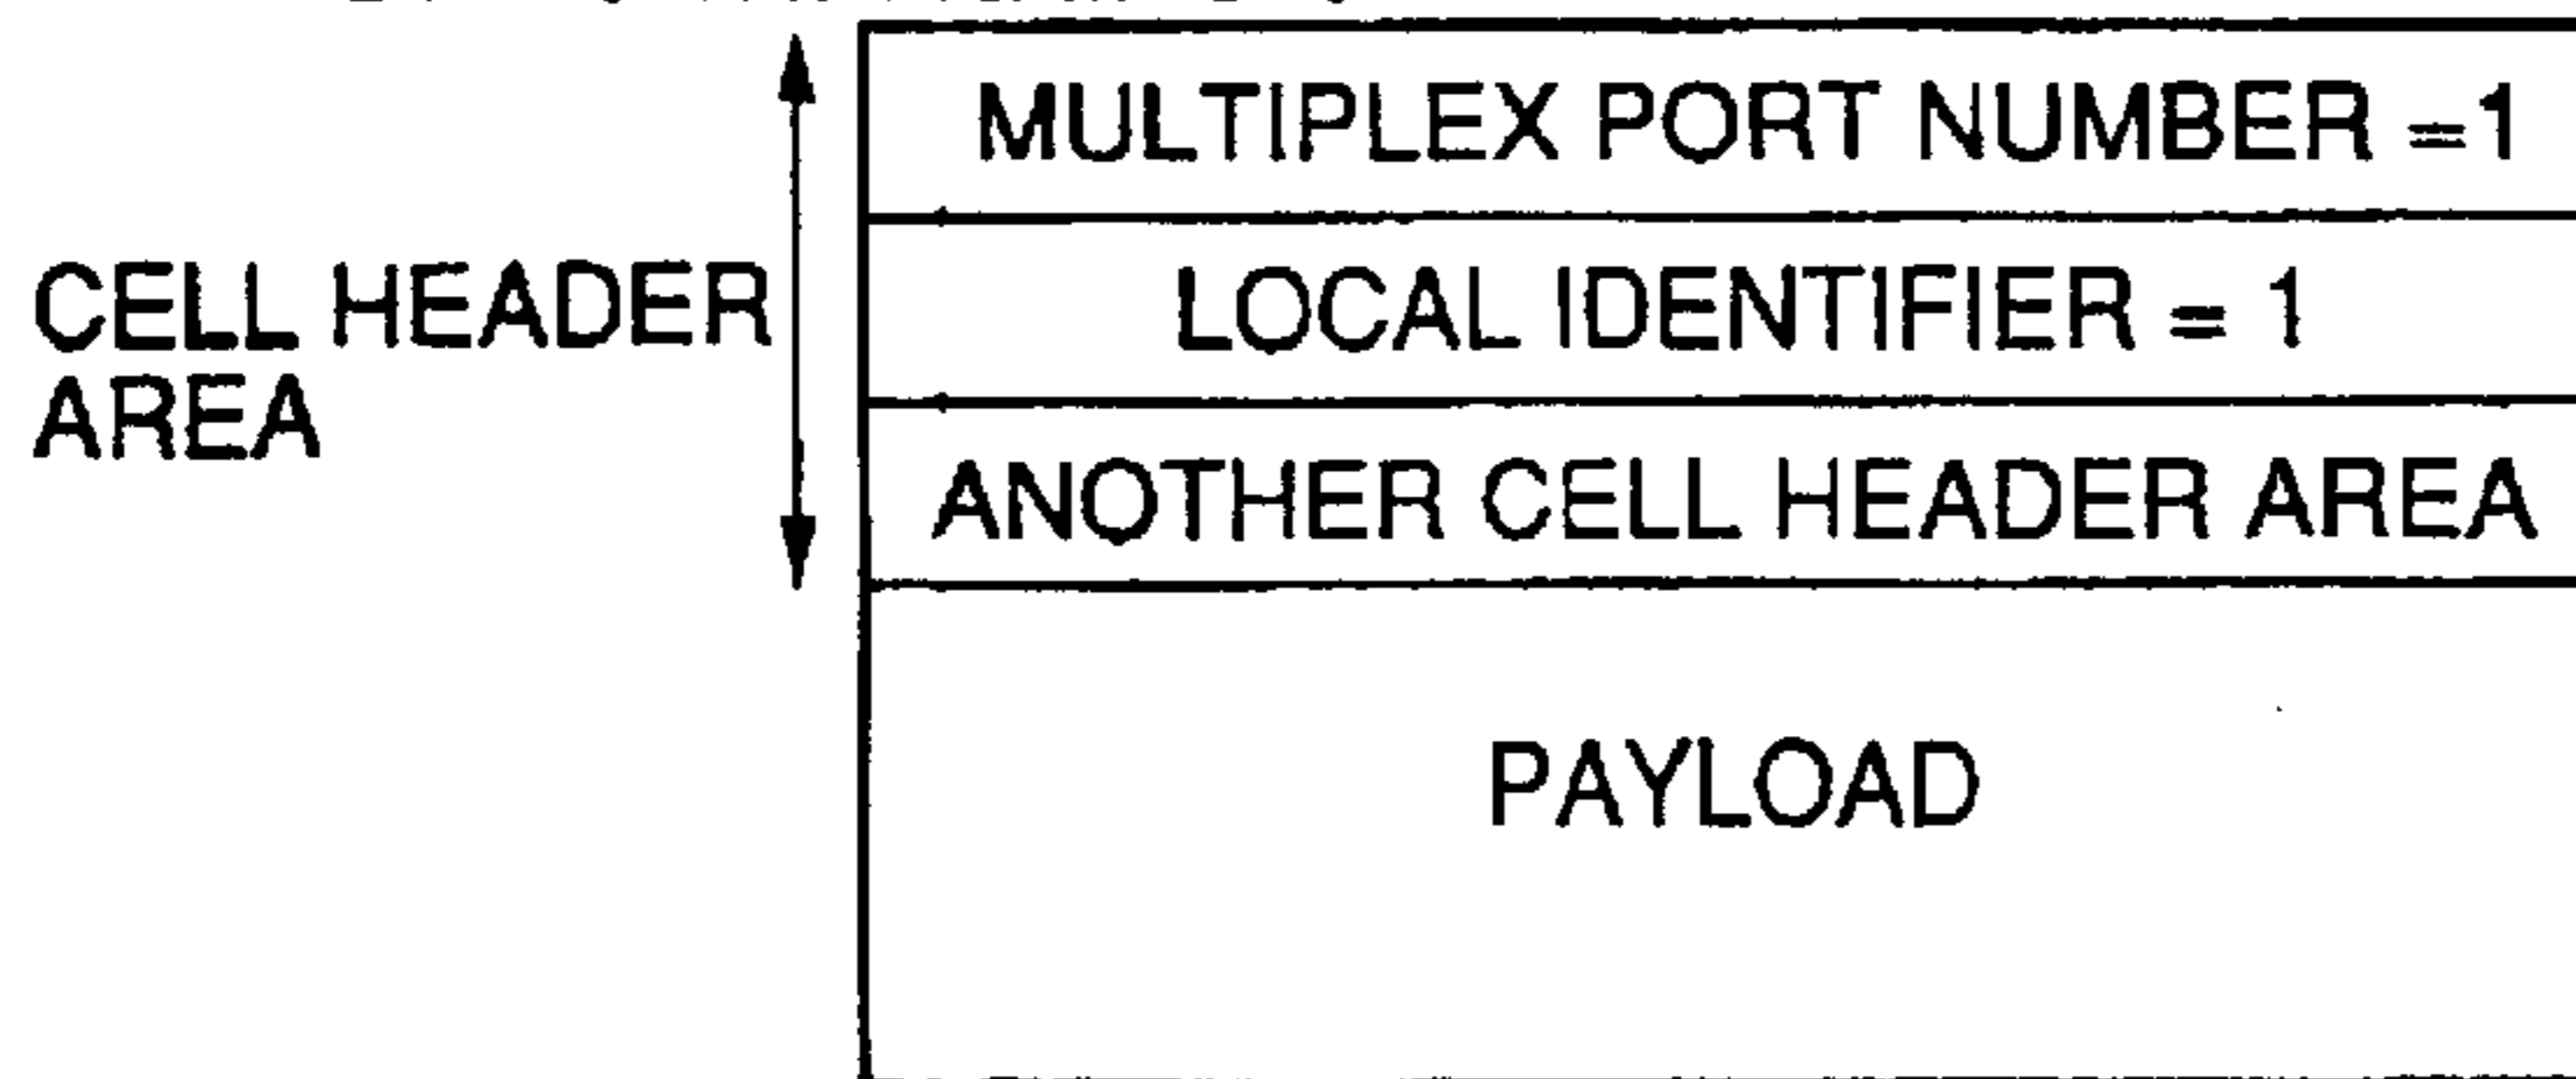 MULTIPLEX PORT NUMBER =1
LOCAL IDENTIFIER = 1
CELL HEADER
AREA
ANOTHER CELL HEADER AREA
PAYLOAD